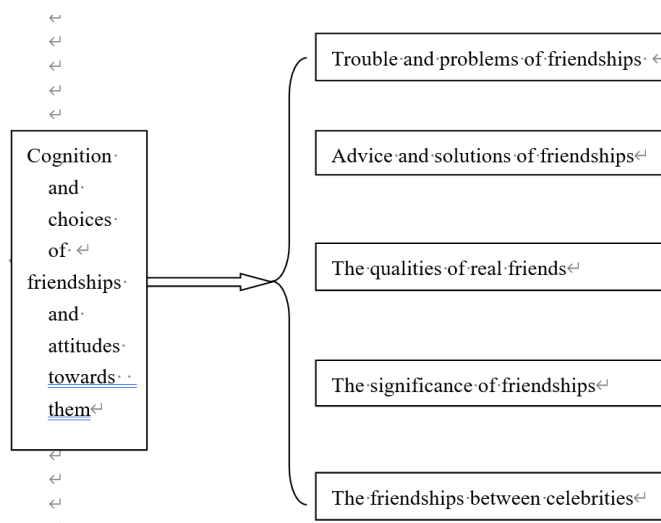 Cognition
and
choices
of
friendships
and
attitudes
towards
them
Trouble and problems of friendships
Advice and solutions of friendships
The qualities of real friends
The significance of friendships
The friendships between celebrities